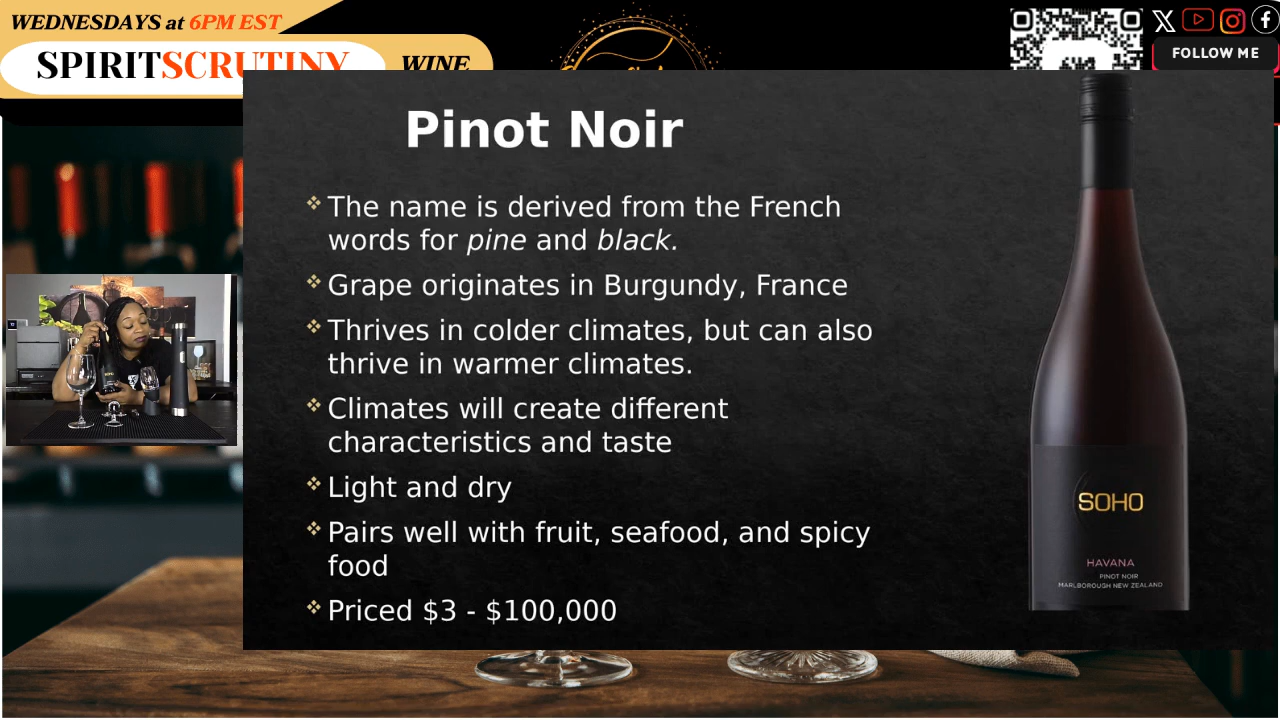 WEDNESDAYS at 6PM EST
SPIRITSCRUTINY
WINE
FOLLOW ME
Pinot Noir
The name is derived from the French
words for pine and black.
Grape originates in Burgundy, France
Thrives in colder climates, but can also
thrive in warmer climates.
Climates will create different
characteristics and taste
Light and dry
Pairs well with fruit, seafood, and spicy
food
Priced $3 - $100,000
SOHO
HAVANA
PINOT NOIR
MARLBOROUGH NEW ZEALAND
SOHO